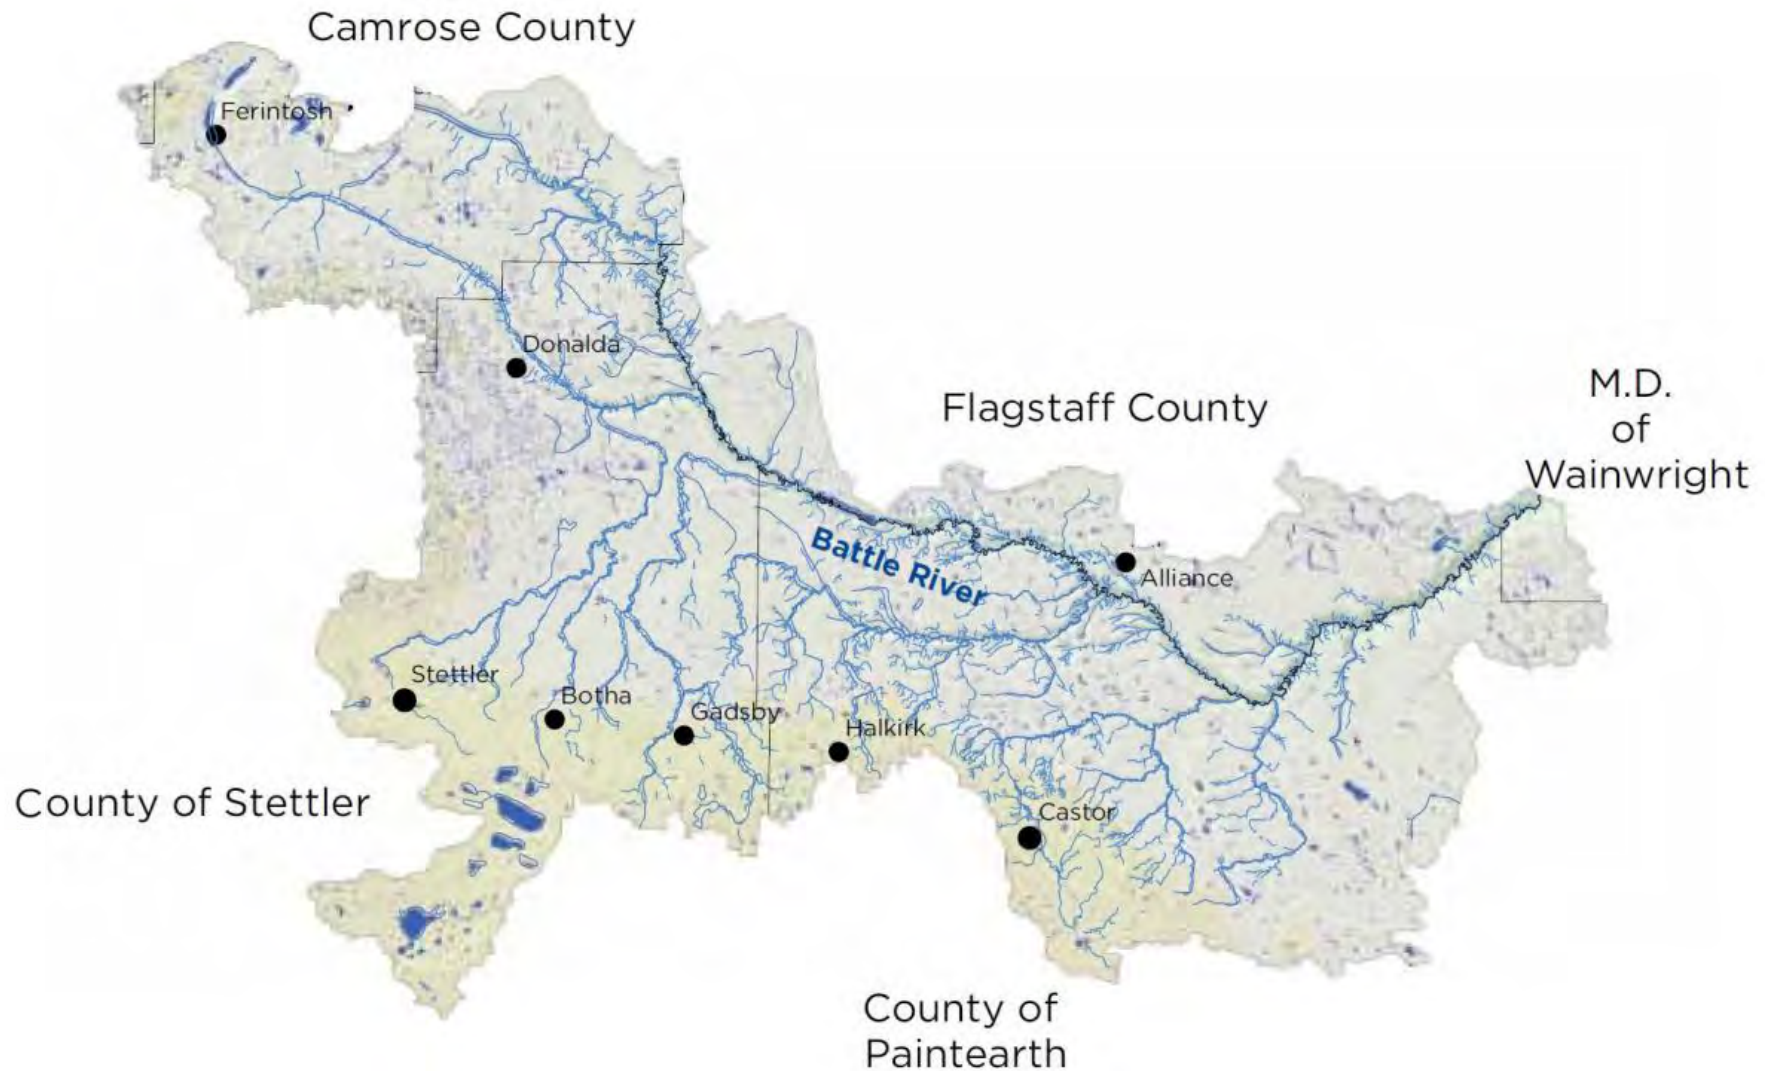 Camrose County
Ferintosh
Donalda
Flagstaff County
M.D.
of
Wainwright
Battle River
Alliance
Stettler
Botha
Gadsby
Halkirk
County of Stettler
Castor
County of
Paintearth